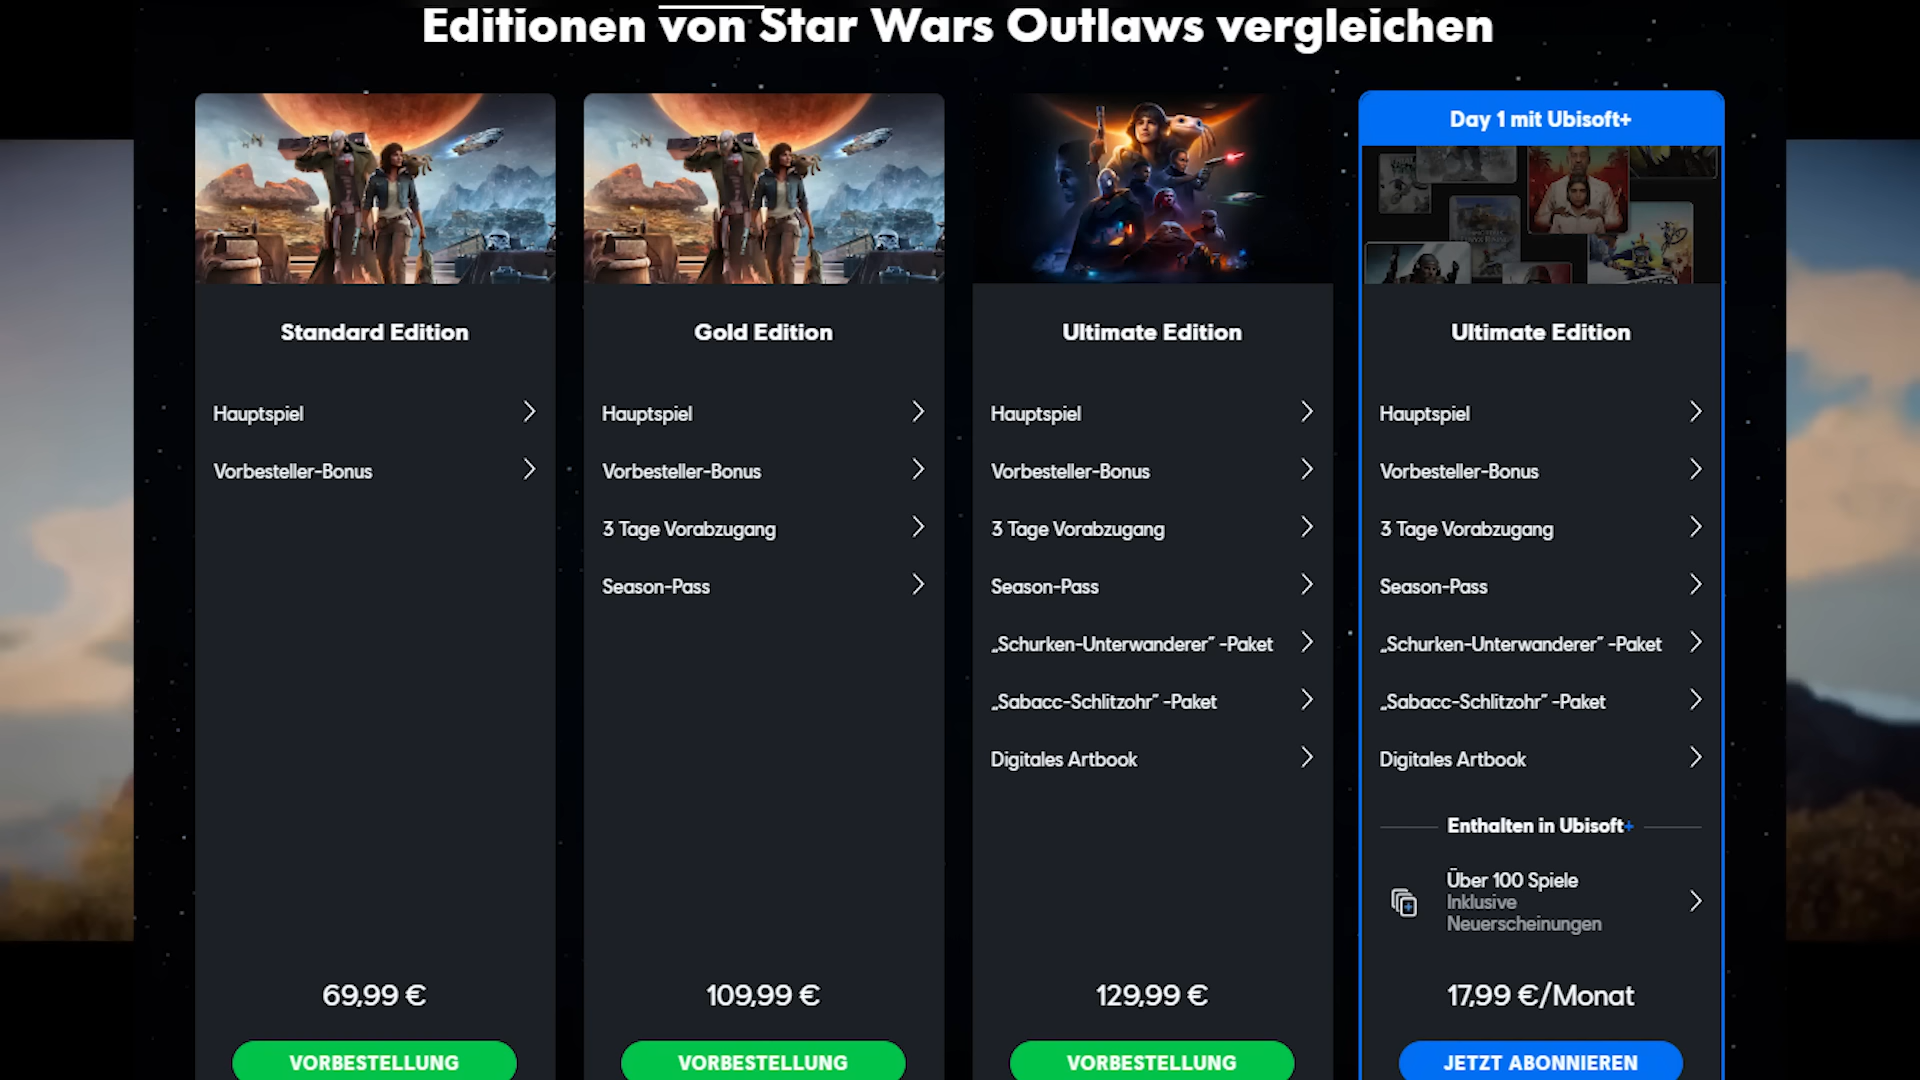 Editionen von Star Wars Outlaws vergleichen
Standard Edition
Hauptspiel
Vorbesteller-Bonus
69,99 €
VORBESTELLUNG
Gold Edition
Hauptspiel
Vorbesteller-Bonus
3 Tage Vorabzugang
Season-Pass
109,99 €
VORBESTELLUNG
Ultimate Edition
Hauptspiel
Vorbesteller-Bonus
3 Tage Vorabzugang
Season-Pass
„Schurken-Unterwanderer” -Paket
„Sabacc-Schlitzohr” -Paket
Digitales Artbook
129,99 €
VORBESTELLUNG
Day 1 mit Ubisoft+
Ultimate Edition
Hauptspiel
Vorbesteller-Bonus
3 Tage Vorabzugang
Season-Pass
„Schurken-Unterwanderer” -Paket
„Sabacc-Schlitzohr” -Paket
Digitales Artbook
Enthalten in Ubisoft+
Über 100 Spiele
Inklusive
Neuerscheinungen
17,99 €/Monat
JETZT ABONNIEREN